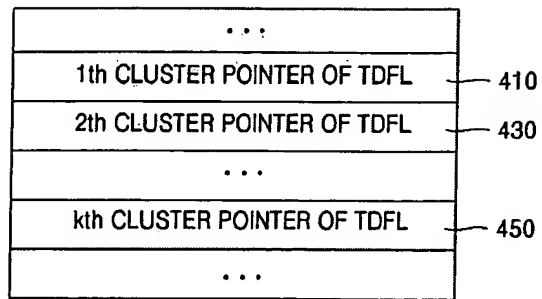 ...
1th CLUSTER POINTER OF TDFL 410
2th CLUSTER POINTER OF TDFL 430
...
kth CLUSTER POINTER OF TDFL 450
...